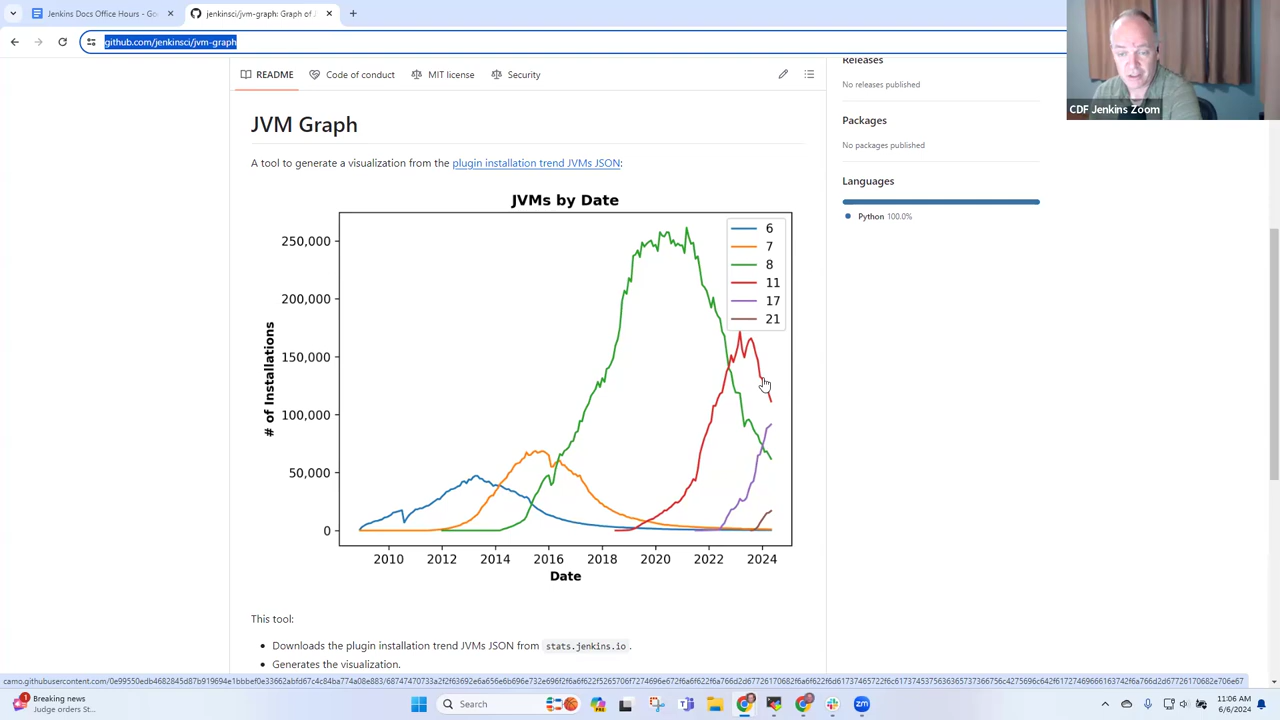 Jenkins Docs Office Hours - Go
jenkinsci/jvm-graph: Graph of J
github.com/jenkinsci/jvm-graph
README
Code of conduct
MIT license
Security
JVM Graph
A tool to generate a visualization from the plugin installation trend JVMs JSON:
JVMs by Date
6
7
8
11
17
21
250,000
200,000
150,000
100,000
50,000
0
# of Installations
2010 2012 2014 2016 2018 2020 2022 2024
Date
This tool:
Downloads the plugin installation trend JVMs JSON from stats.jenkins.io.
Generates the visualization.
Releases
No releases published
Packages
No packages published
Languages
Python 100.0%
CDF Jenkins Zoom
Breaking news
Judge orders St...
Search
11:06 AM
6/6/2024